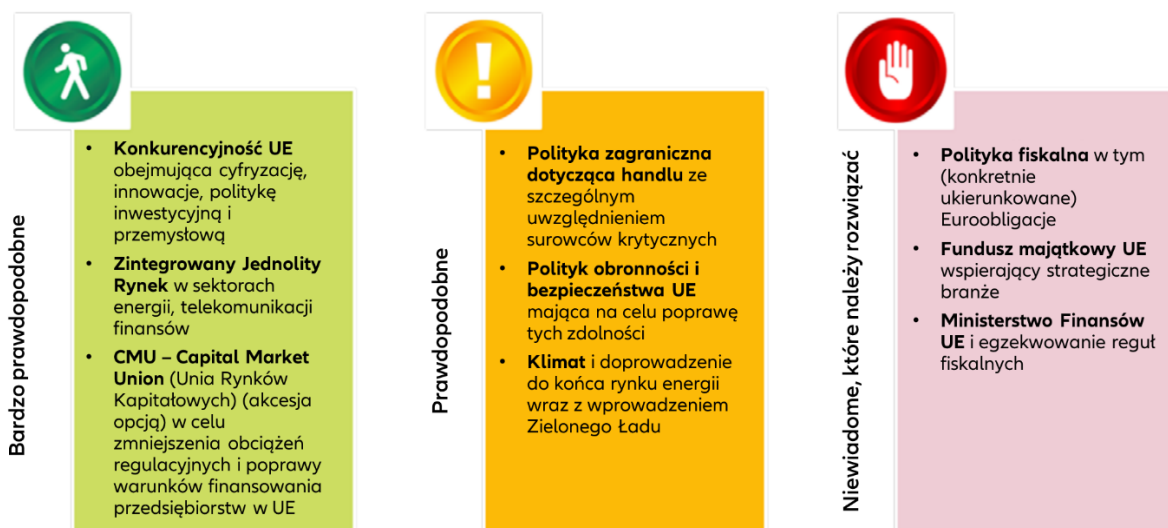 Bardzo prawdopodobne
• Konkurencyjność UE
obejmująca cyfryzację,
innowacje, politykę
inwestycyjną i
przemysłową
• Zintegrowany Jednolity
Rynek w sektorach
energii, telekomunikacji
finansów
• CMU – Capital Market
Union (Unia Rynków
Kapitałowych) (akcesja
opcją) w celu
zmniejszenia obciążeń
regulacyjnych i poprawy
warunków finansowania
przedsiębiorstw w UE
!
Prawdopodobne
• Polityka zagraniczna
dotycząca handlu ze
szczególnym
uwzględnieniem
surowców krytycznych
• Polityk obronności i
bezpieczeństwa UE
mająca na celu poprawę
tych zdolności
• Klimat i doprowadzenie
do końca rynku energii
wraz z wprowadzeniem
Zielonego Ładu
Niewiadome, które należy rozwiązać
• Polityka fiskalna w tym
(konkretnie
ukierunkowane)
Euroobligacje
• Fundusz majątkowy UE
wspierający strategiczne
branże
• Ministerstwo Finansów
UE i egzekwowanie reguł
fiskalnych